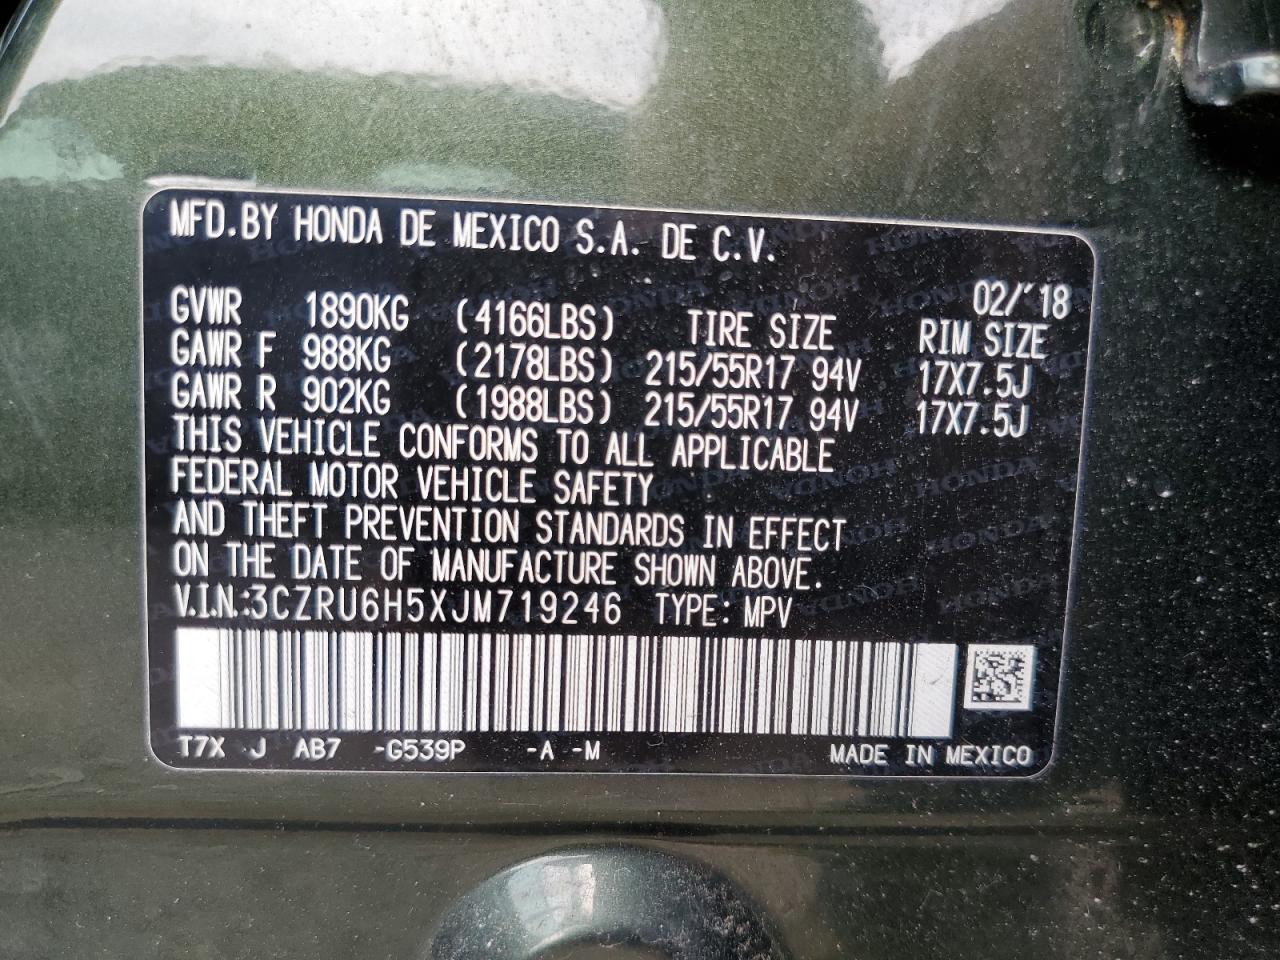 MFD.BY HONDA DE MEXICO S.A. DE C.V.
02/'18
GVWR 1890KG (4166LBS) TIRE SIZE RIM SIZE
GAWR F 988KG (2178LBS) 215/55R17 94V 17X7.5J
GAWR R 902KG (1988LBS) 215/55R17 94V 17X7.5J
THIS VEHICLE CONFORMS TO ALL APPLICABLE
FEDERAL MOTOR VEHICLE SAFETY
AND THEFT PREVENTION STANDARDS IN EFFECT
ON THE DATE OF MANUFACTURE SHOWN ABOVE.
V.I.N.:3CZRU6H5XJM719246 TYPE: MPV
T7X J AB7 -G539P -A -M MADE IN MEXICO